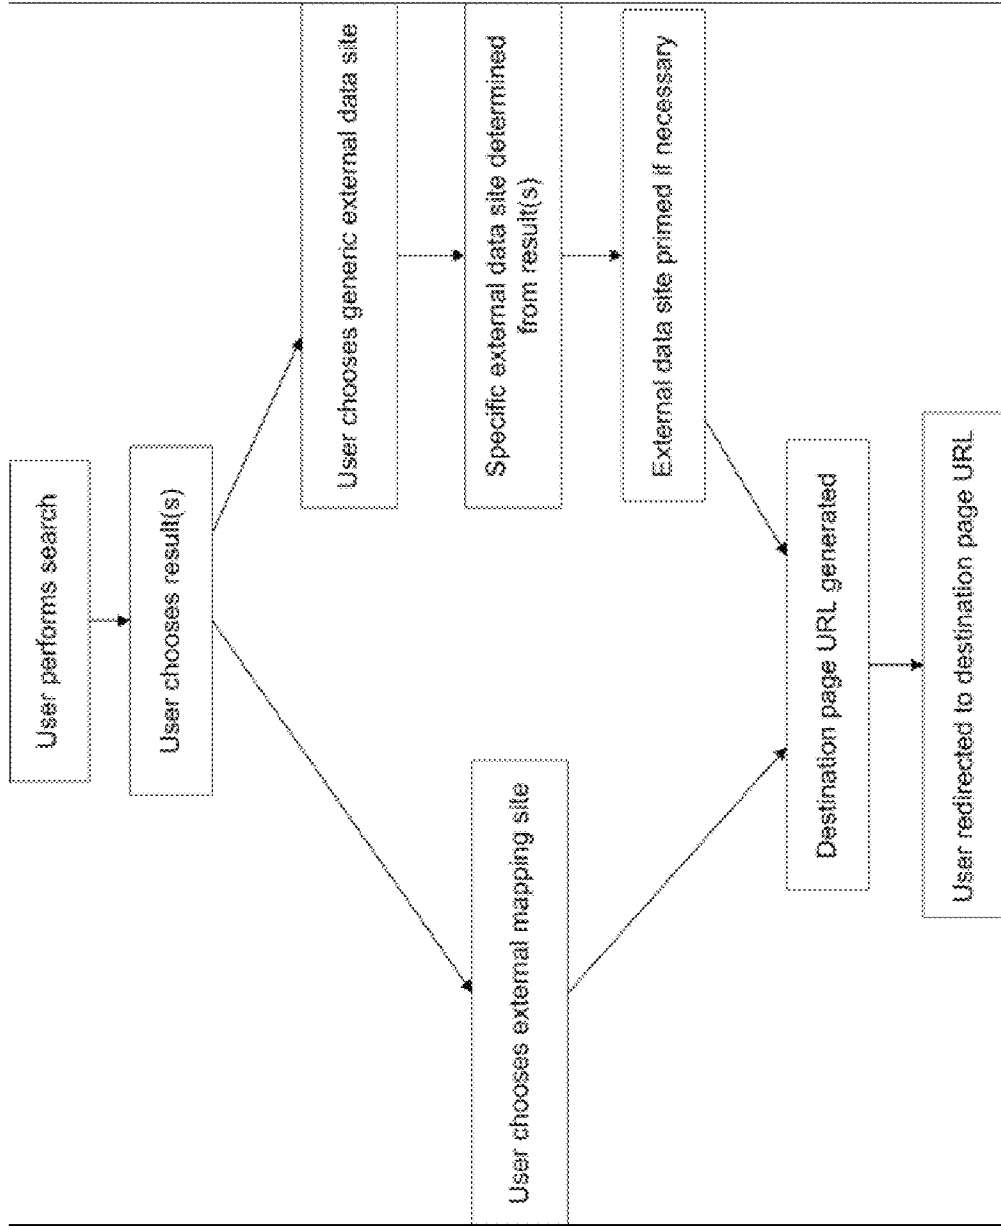 User performs search
User chooses result(s)
User chooses generic external data site
Specific external data site determined
from result(s)
External data site primed if necessary
User chooses external mapping site
Destination page URL generated
User redirected to destination page URL